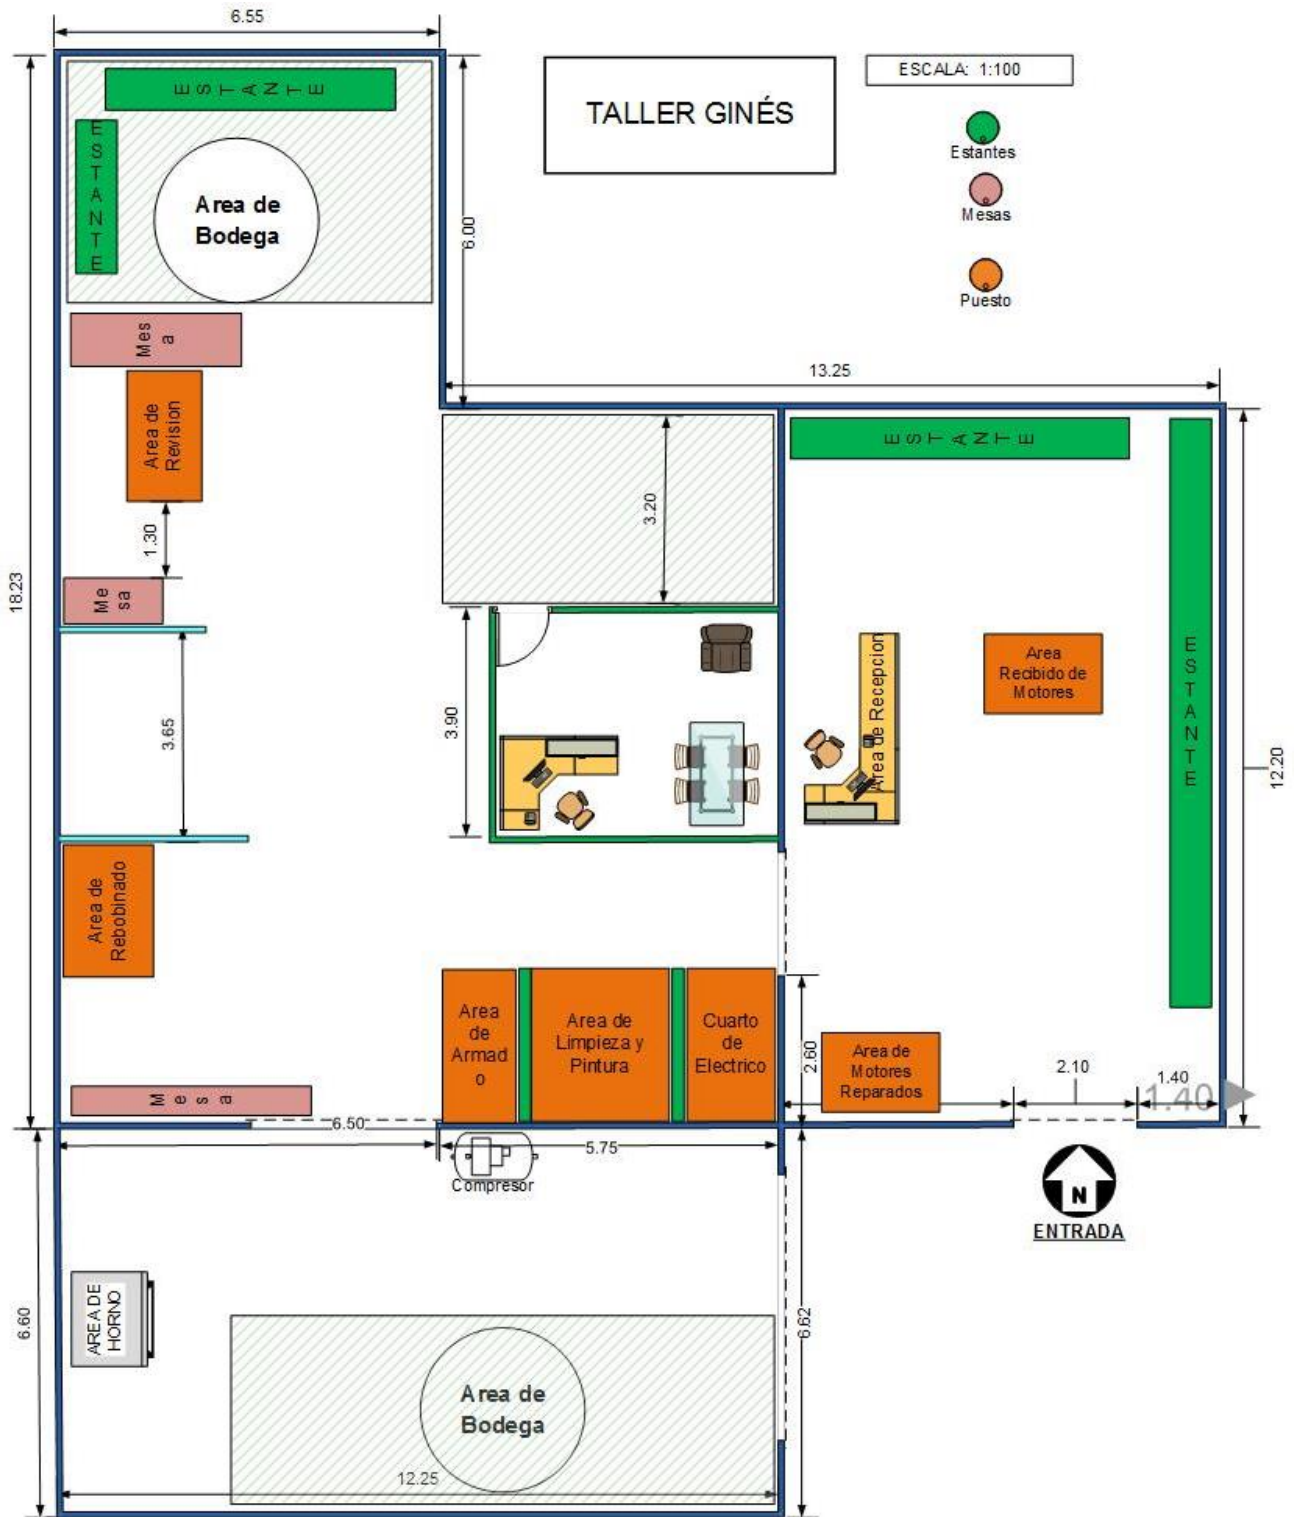 6.55
TALLER GINÉS
ESCALA: 1:100
Estantes
Mesas
Puesto
ESTANTE
ESTANTE
Area de
Bodega
6.00
13.25
Mes
a
Area de
Revision
1.30
Me
sa
18.23
3.20
ESTANTE
ESTANTE
3.65
3.90
Area de Recepcion
Area
Recibido de
Motores
12.20
Area de
Rebobinado
Area
de
Armad
o
Area de
Limpieza y
Pintura
Cuarto
de
Electrico
2.60
Area de
Motores
Reparados
2.10
1.40
1.40
Mesa
6.50
5.75
Compresor
N
ENTRADA
6.60
AREA DE
HORNO
6.62
Area de
Bodega
12.25